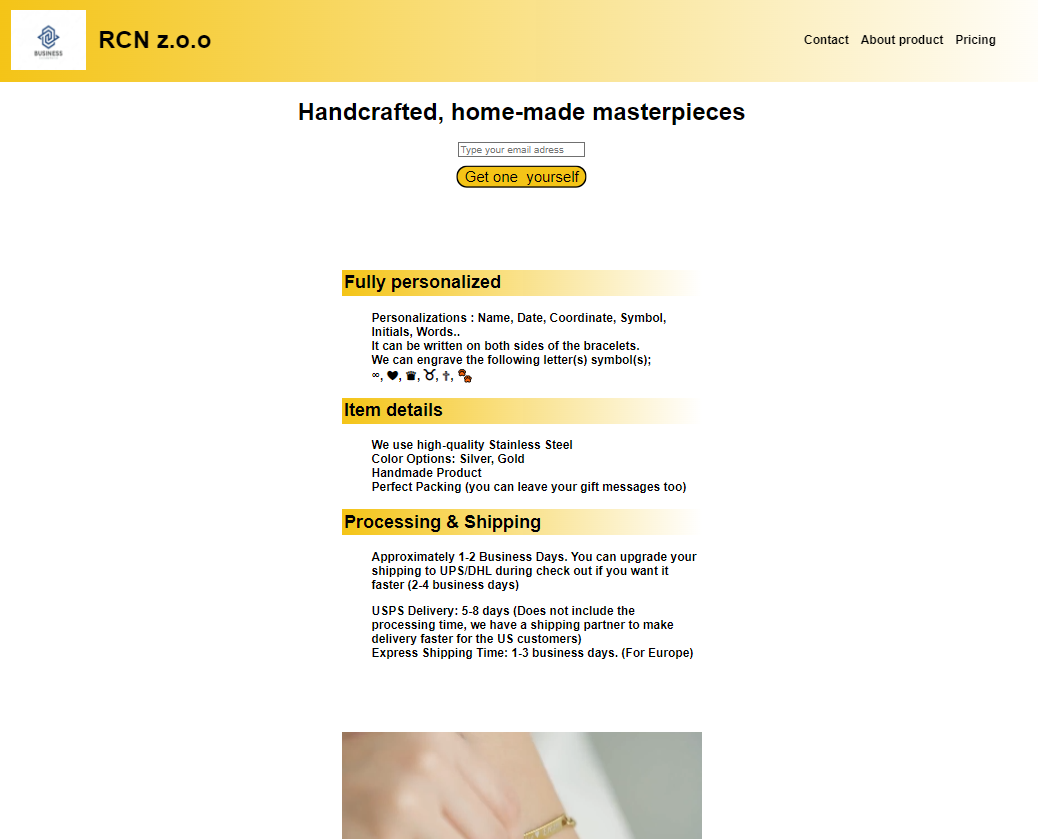 BUSINESS
RCN z.o.o
Contact About product Pricing
Handcrafted, home-made masterpieces
Type your email adress
Get one  yourself
Fully personalized
Personalizations : Name, Date, Coordinate, Symbol,
Initials, Words..
It can be written on both sides of the bracelets.
We can engrave the following letter(s) symbol(s);
∞, ♥, ♛, ♉, ✝, 🐾
Item details
We use high-quality Stainless Steel
Color Options: Silver, Gold
Handmade Product
Perfect Packing (you can leave your gift messages too)
Processing & Shipping
Approximately 1-2 Business Days. You can upgrade your
shipping to UPS/DHL during check out if you want it
faster (2-4 business days)
USPS Delivery: 5-8 days (Does not include the
processing time, we have a shipping partner to make
delivery faster for the US customers)
Express Shipping Time: 1-3 business days. (For Europe)